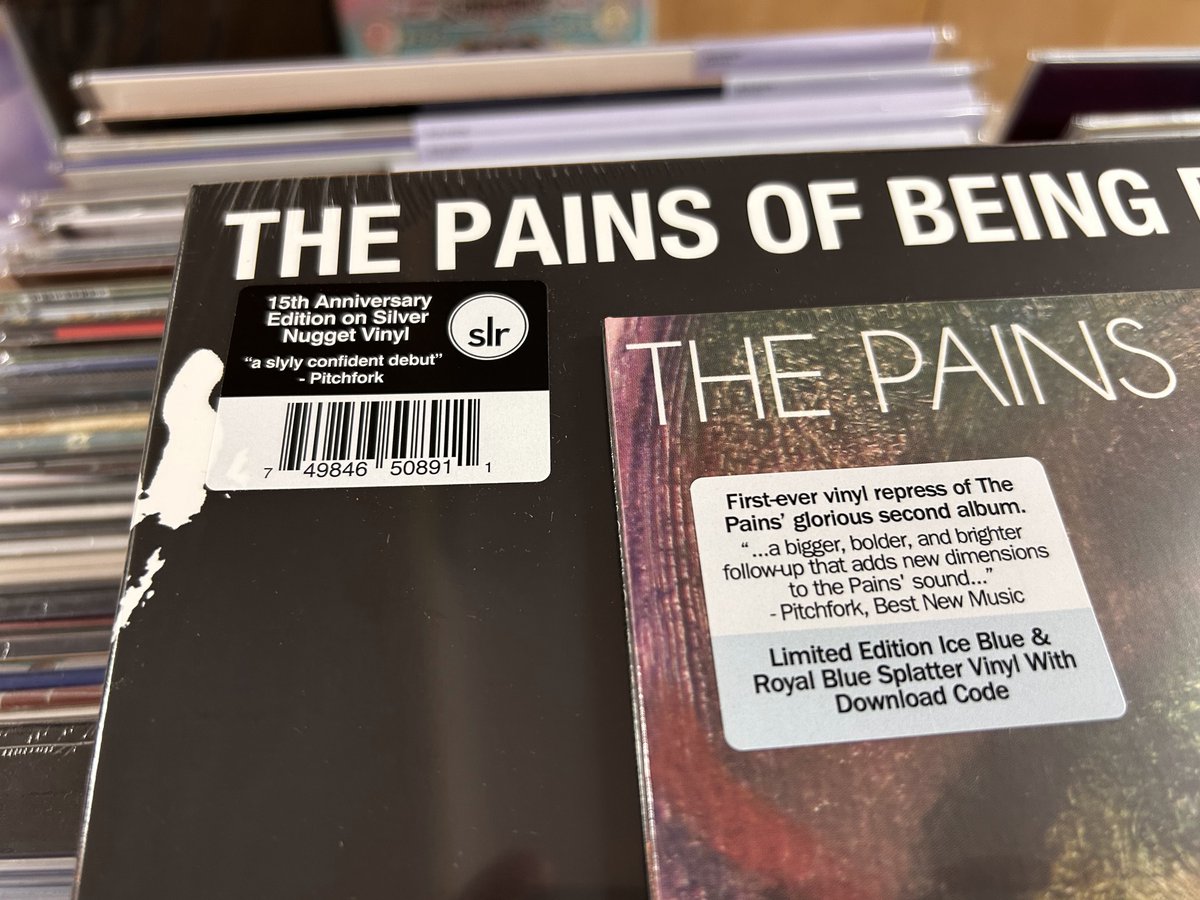 THE PAINS OF BEING
15th Anniversary
Edition on Silver
Nugget Vinyl
slr
"a slyly confident debut"
- Pitchfork
7 49846 50891 1
THE PAINS
First-ever vinyl repress of The
Pains' glorious second album.
"...a bigger, bolder, and brighter
follow-up that adds new dimensions
to the Pains' sound..."
- Pitchfork, Best New Music
Limited Edition Ice Blue &
Royal Blue Splatter Vinyl With
Download Code